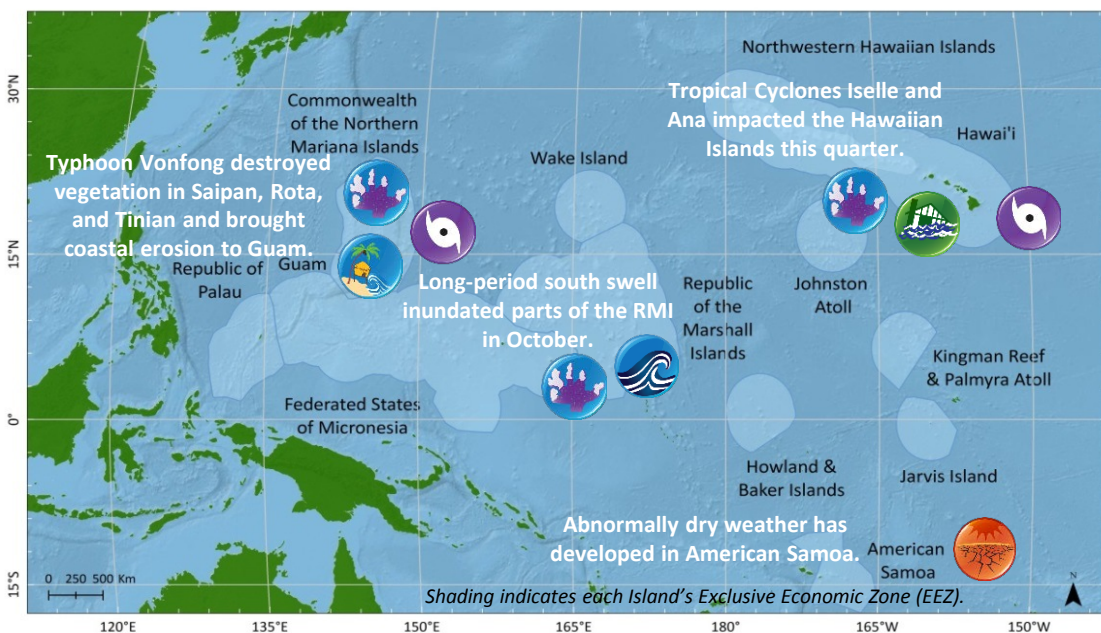 Northwestern Hawaiian Islands
Tropical Cyclones Iselle and
Ana impacted the Hawaiian
Islands this quarter.
Hawai'i
30°N
Commonwealth
of the Northern
Mariana Islands
Typhoon Vonfong destroyed
vegetation in Saipan, Rota,
and Tinian and brought
coastal erosion to Guam.
Wake Island
15°N
Republic of
Palau
Guam
Long-period south swell
inundated parts of the RMI
in October.
Republic
of the
Marshall
Islands
Johnston
Atoll
Kingman Reef
& Palmyra Atoll
0°
Federated States
of Micronesia
Howland &
Baker Islands
Jarvis Island
Abnormally dry weather has
developed in American Samoa.
American
Samoa
15°S
0 250 500 Km
Shading indicates each Island's Exclusive Economic Zone (EEZ).
N
120°E 135°E 150°E 165°E 180° 165°W 150°W